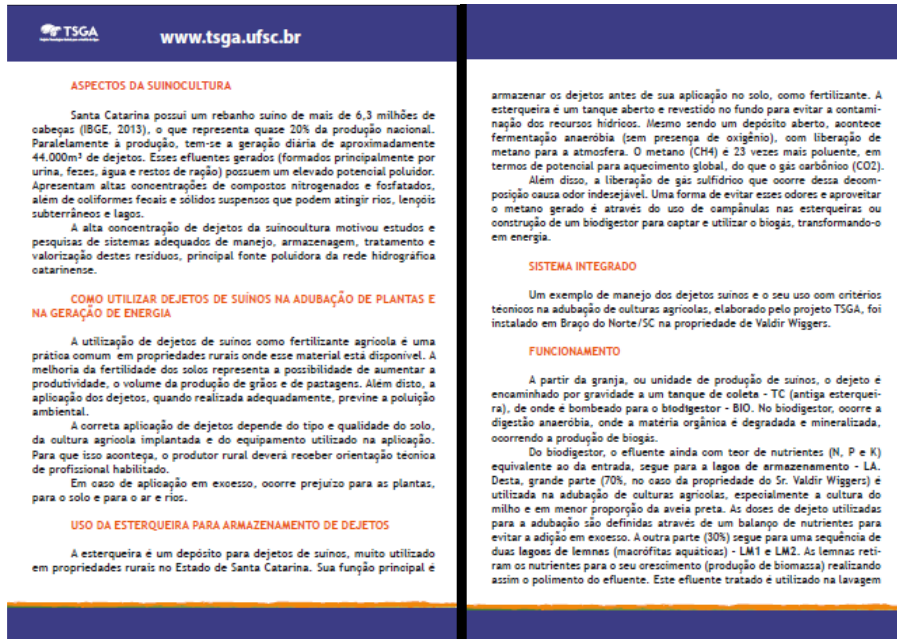 TSGA
www.tsga.ufsc.br
ASPECTOS DA SUINOCULTURA
Santa Catarina possui um rebanho suíno de mais de 6,3 milhões de
cabeças (IBGE, 2013), o que representa quase 20% da produção nacional.
Paralelamente à produção, tem-se a geração diária de aproximadamente
44.000m³ de dejetos. Esses efluentes gerados (formados principalmente por
urina, fezes, água e restos de ração) possuem um elevado potencial poluidor.
Apresentam altas concentrações de compostos nitrogenados e fosfatados,
além de coliformes fecais e sólidos suspensos que podem atingir rios, lençóis
subterrâneos e lagos.
A alta concentração de dejetos da suinocultura motivou estudos e
pesquisas de sistemas adequados de manejo, armazenagem, tratamento e
valorização destes resíduos, principal fonte poluidora da rede hidrográfica
catarinense.
COMO UTILIZAR DEJETOS DE SUÍNOS NA ADUBAÇÃO DE PLANTAS E
NA GERAÇÃO DE ENERGIA
A utilização de dejetos de suínos como fertilizante agrícola é uma
prática comum em propriedades rurais onde esse material está disponível. A
melhoria da fertilidade dos solos representa a possibilidade de aumentar a
produtividade, o volume da produção de grãos e de pastagens. Além disto, a
aplicação dos dejetos, quando realizada adequadamente, previne a poluição
ambiental.
A correta aplicação de dejetos depende do tipo e qualidade do solo,
da cultura agrícola implantada e do equipamento utilizado na aplicação.
Para que isso aconteça, o produtor rural deverá receber orientação técnica
de profissional habilitado.
Em caso de aplicação em excesso, ocorre prejuízo para as plantas,
para o solo e para o ar e rios.
USO DA ESTERQUEIRA PARA ARMAZENAMENTO DE DEJETOS
A esterqueira é um depósito para dejetos de suínos, muito utilizado
em propriedades rurais no Estado de Santa Catarina. Sua função principal é
armazenar os dejetos antes de sua aplicação no solo, como fertilizante. A
esterqueira é um tanque aberto e revestido no fundo para evitar a contami-
nação dos recursos hídricos. Mesmo sendo um depósito aberto, acontece
fermentação anaeróbia (sem presença de oxigênio), com liberação de
metano para a atmosfera. O metano (CH4) é 23 vezes mais poluente, em
termos de potencial para aquecimento global, do que o gás carbônico (CO2).
Além disso, a liberação de gás sulfídrico que ocorre dessa decom-
posição causa odor indesejável. Uma forma de evitar esses odores e aproveitar
o metano gerado é através do uso de campânulas nas esterqueiras ou
construção de um biodigestor para captar e utilizar o biogás, transformando-o
em energia.
SISTEMA INTEGRADO
Um exemplo de manejo dos dejetos suínos e o seu uso com critérios
técnicos na adubação de culturas agrícolas, elaborado pelo projeto TSGA, foi
instalado em Braço do Norte/SC na propriedade de Valdir Wiggers.
FUNCIONAMENTO
A partir da granja, ou unidade de produção de suínos, o dejeto é
encaminhado por gravidade a um tanque de coleta - TC (antiga esterquei-
ra), de onde é bombeado para o biodigestor - BIO. No biodigestor, ocorre a
digestão anaeróbia, onde a matéria orgânica é degradada e mineralizada,
ocorrendo a produção de biogás.
Do biodigestor, o efluente ainda com teor de nutrientes (N, P e K)
equivalente ao da entrada, segue para a lagoa de armazenamento - LA.
Desta, grande parte (70%, no caso da propriedade do Sr. Valdir Wiggers) é
utilizada na adubação de culturas agrícolas, especialmente a cultura do
milho e em menor proporção da aveia preta. As doses de dejeto utilizadas
para a adubação são definidas através de um balanço de nutrientes para
evitar a adição em excesso. A outra parte (30%) segue para uma sequência de
duas lagoas de lemnas (macrófitas aquáticas) - LM1 e LM2. As lemnas reti-
ram os nutrientes para o seu crescimento (produção de biomassa) realizando
assim o polimento do efluente. Este efluente tratado é utilizado na lavagem